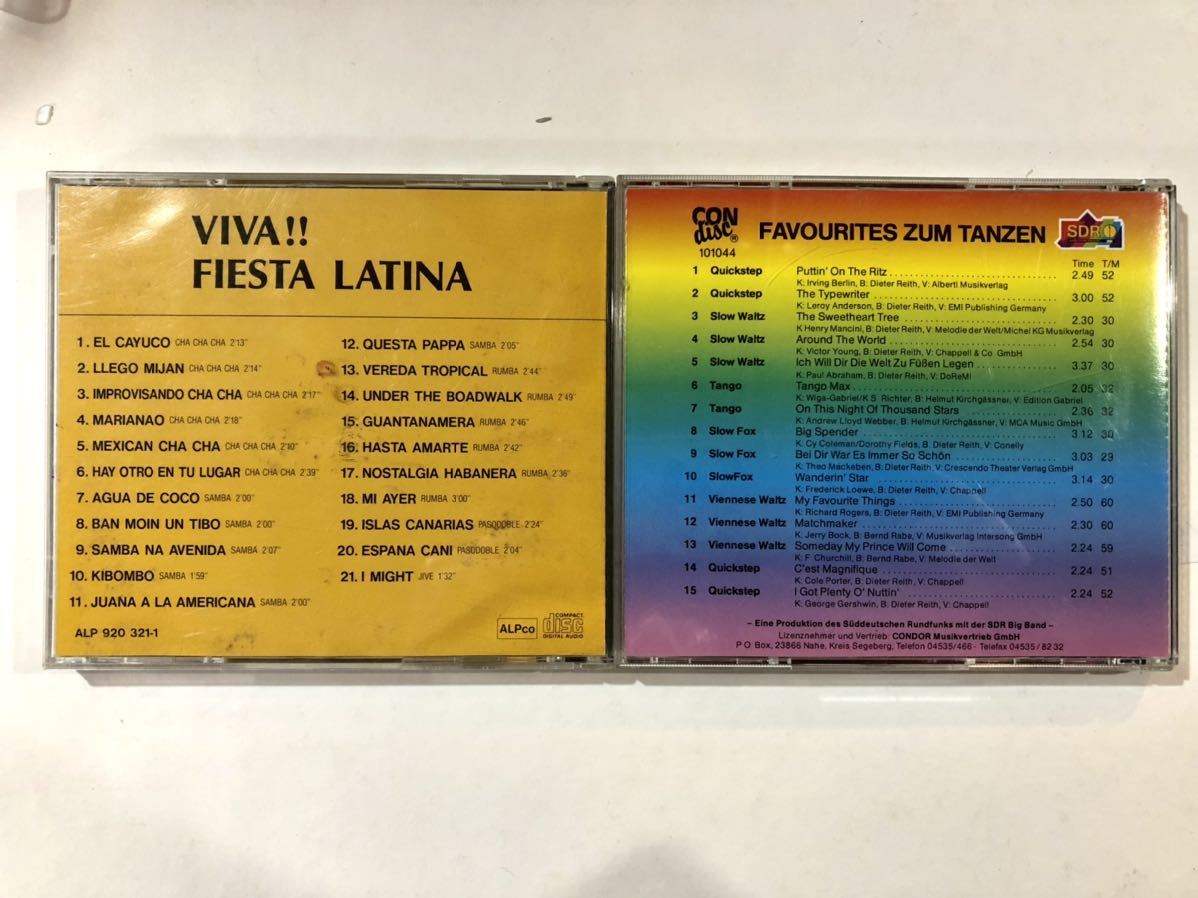 VIVA!!
FIESTA LATINA
1. EL CAYUCO CHA CHA CHA 2'13"
2. LLEGO MIJAN CHA CHA CHA 2'14"
3. IMPROVISANDO CHA CHA CHA CHA CHA 2'17"
4. MARIANAO CHA CHA CHA 2'18"
5. MEXICAN CHA CHA CHA CHA CHA 2'10"
6. HAY OTRO EN TU LUGAR CHA CHA CHA 2'39"
7. AGUA DE COCO SAMBA 2'00"
8. BAN MOIN UN TIBO SAMBA 2'00"
9. SAMBA NA AVENIDA SAMBA 2'07"
10. KIBOMBO SAMBA 1'59"
11. JUANA A LA AMERICANA SAMBA 2'00"
12. QUESTA PAPPA SAMBA 2'05"
13. VEREDA TROPICAL RUMBA 2'44"
14. UNDER THE BOADWALK RUMBA 2'49"
15. GUANTANAMERA RUMBA 2'46"
16. HASTA AMARTE RUMBA 2'42"
17. NOSTALGIA HABANERA RUMBA 2'36"
18. MI AYER RUMBA 3'00"
19. ISLAS CANARIAS PASODOBLE 2'24"
20. ESPANA CANI PASODOBLE 2'04"
21. I MIGHT JIVE 1'32"
ALP 920 321-1
ALPco
COMPACT
disc
DIGITAL AUDIO
CON
disc®
101044
FAVOURITES ZUM TANZEN
SDR 1
Time T/M
1 Quickstep Puttin' On The Ritz 2.49 52
K: Irving Berlin, B: Dieter Reith, V: Alberti Musikverlag
2 Quickstep The Typewriter 3.00 52
K: Leroy Anderson, B: Dieter Reith, V: EMI Publishing Germany
3 Slow Waltz The Sweetheart Tree 2.30 30
K Henry Mancini, B: Dieter Reith, V: Melodie der Welt/Michel KG Musikverlag
4 Slow Waltz Around The World 2.54 30
K: Victor Young, B: Dieter Reith, V: Chappell & Co. GmbH
5 Slow Waltz Ich Will Dir Die Welt Zu Füßen Legen 3.37 30
K.: Paul Abraham, B.: Dieter Reith, V.: DoReMi
6 Tango Tango Max 2.05 32
K: Wiga-Gabriel/K S. Richter, B: Helmut Kirchgässner, V: Edition Gabriel
7 Tango On This Night Of Thousand Stars 2.36 32
K: Andrew Lloyd Webber, B: Helmut Kirchgässner, V: MCA Music GmbH
8 Slow Fox Big Spender 3.12 30
K: Cy Coleman/Dorothy Fields, B: Dieter Reith, V: Conelly
9 Slow Fox Bei Dir War Es Immer So Schön 3.03 29
K.: Theo Mackeben, B: Dieter Reith, V: Crescendo Theater Verlag GmbH
10 SlowFox Wanderin' Star 3.14 30
K.: Frederick Loewe, B: Dieter Reith, V: Chappell
11 Viennese Waltz My Favourite Things 2.50 60
K.: Richard Rogers, B: Dieter Reith, V: EMI Publishing Germany
12 Viennese Waltz Matchmaker 2.30 60
K.: Jerry Bock, B: Bernd Rabe, V: Musikverlag Intersong GmbH
13 Viennese Waltz Someday My Prince Will Come 2.24 59
K.: F Churchill, B: Bernd Rabe, V: Melodie der Welt
14 Quickstep C'est Magnifique 2.24 51
K.: Cole Porter, B: Dieter Reith, V: Chappell
15 Quickstep I Got Plenty O' Nuttin' 2.24 52
K.: George Gershwin, B: Dieter Reith, V: Chappell
– Eine Produktion des Süddeutschen Rundfunks mit der SDR Big Band –
Lizenznehmer und Vertrieb: CONDOR Musikvertrieb GmbH
P O Box, 23866 Nahe, Kreis Segeberg, Telefon 04535/466 · Telefax 04535/82 32